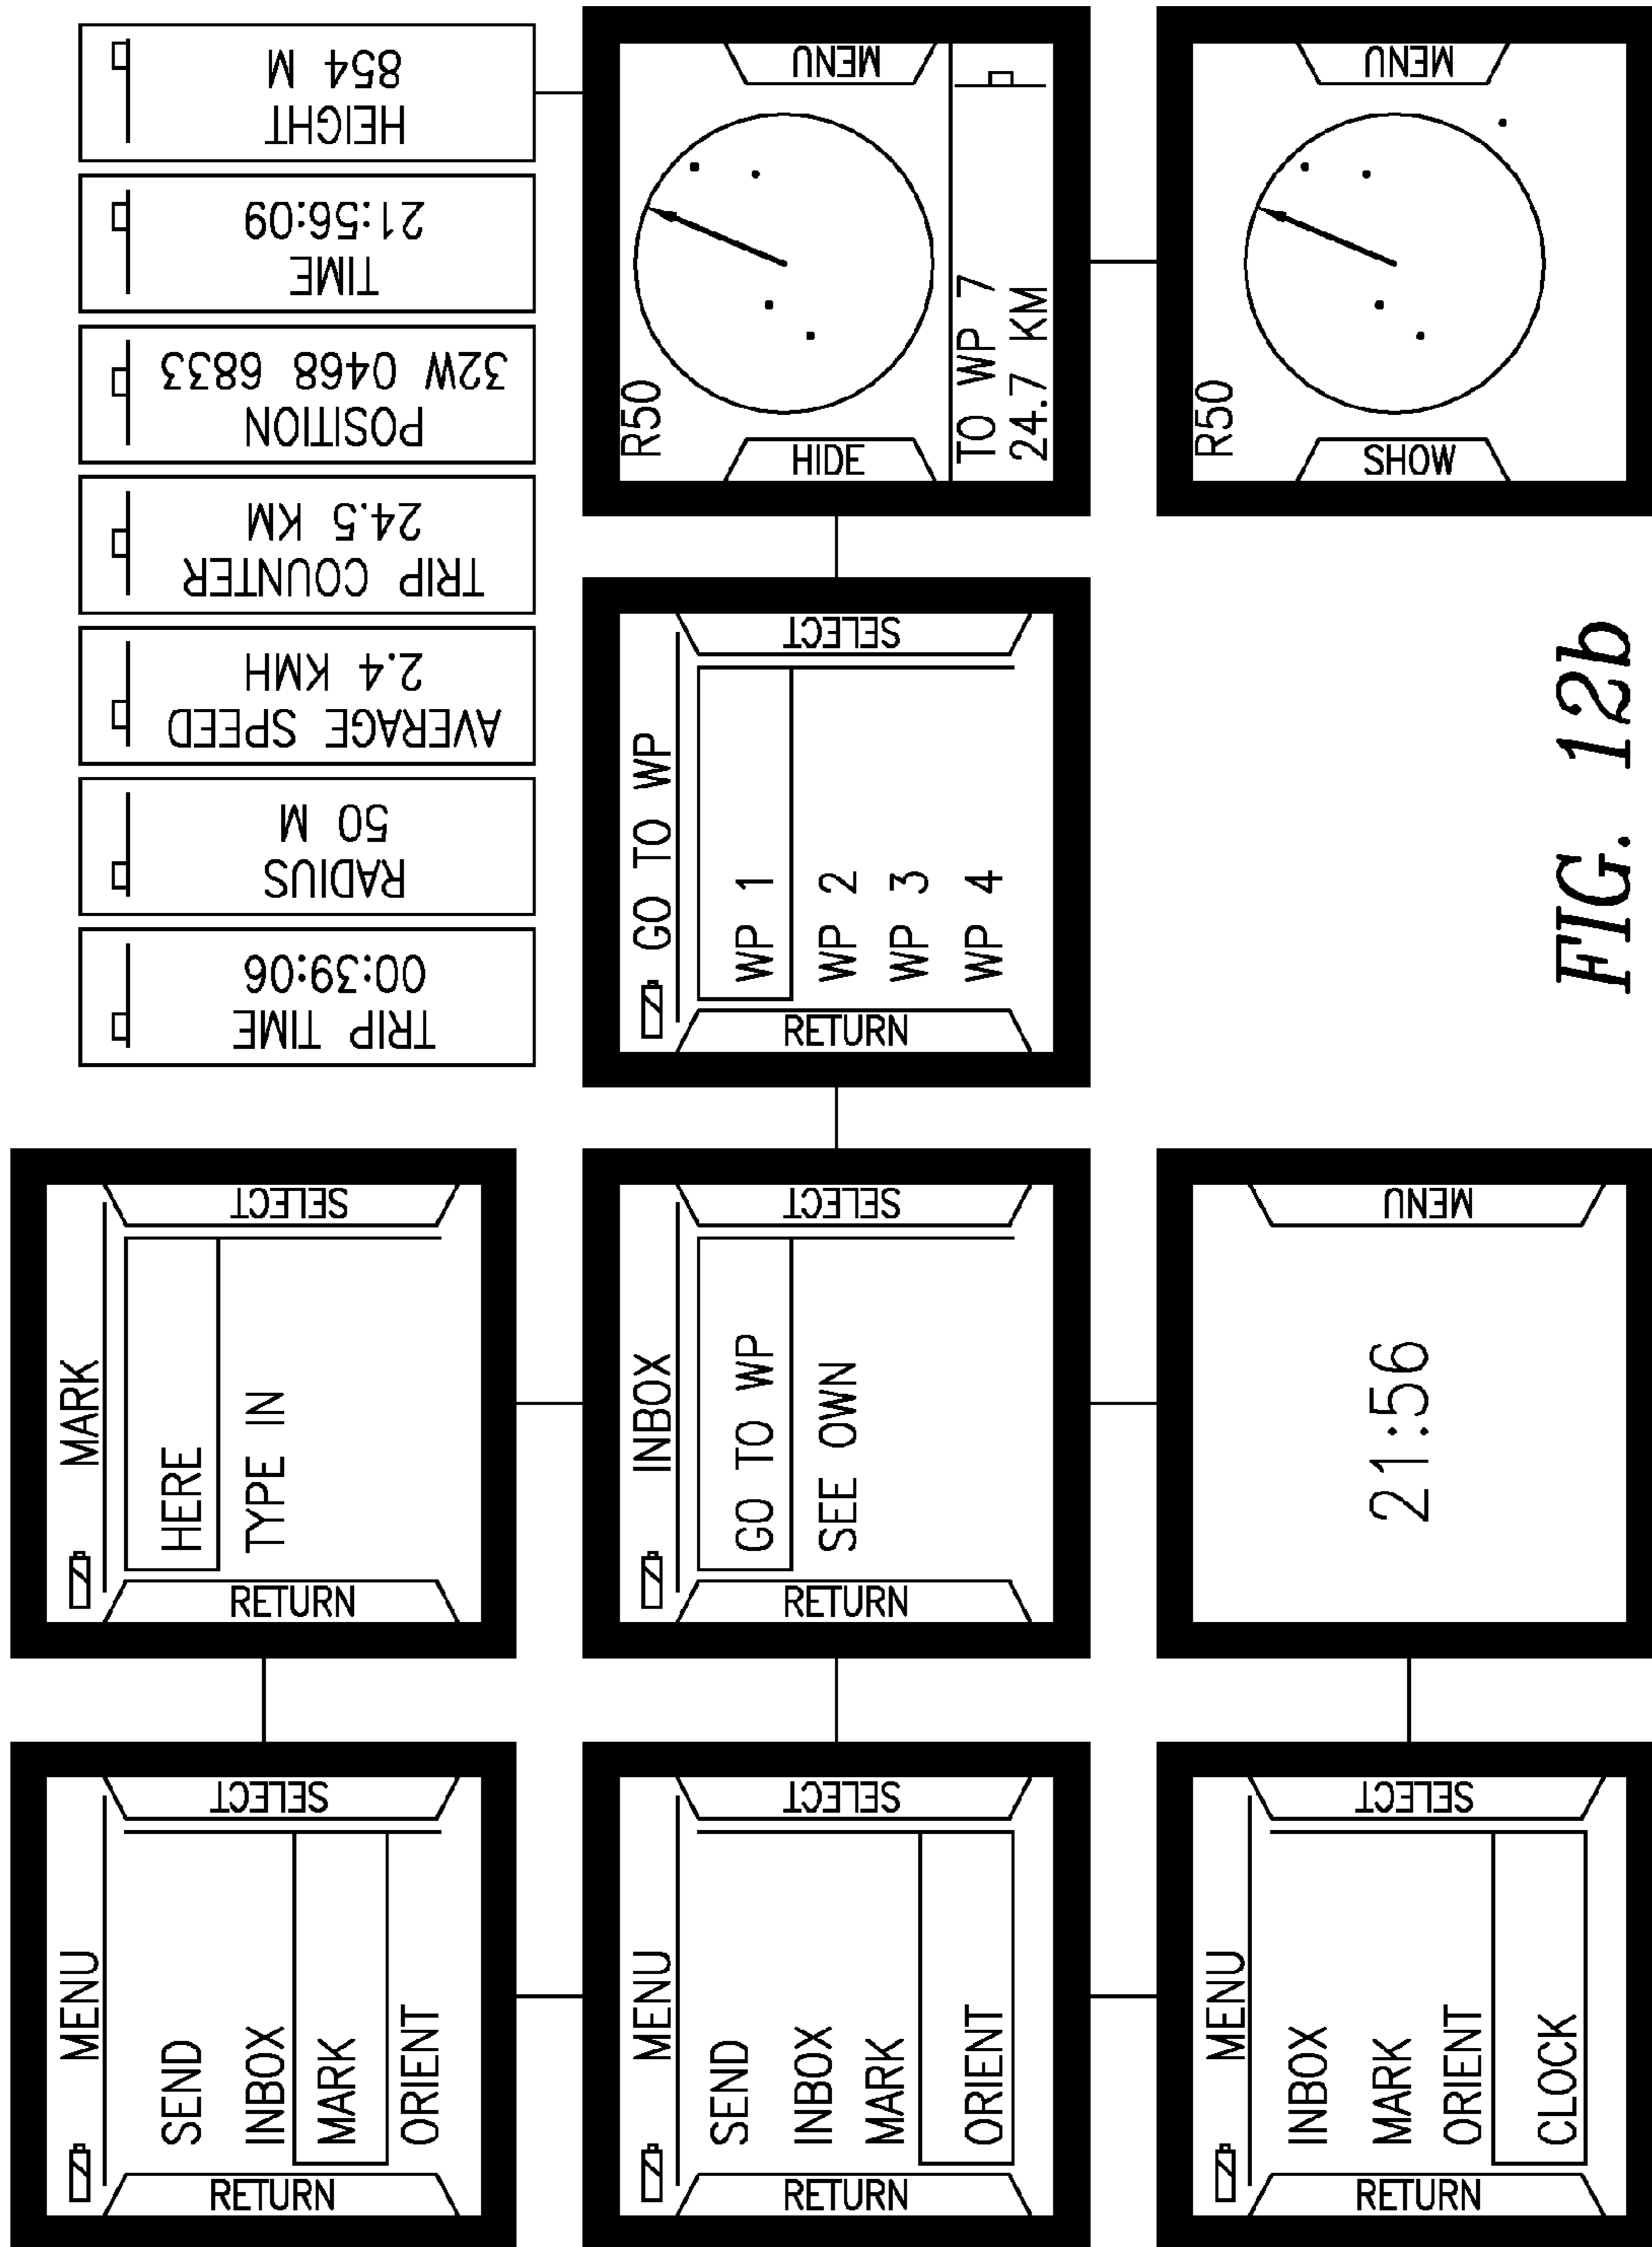 MENU
SEND
INBOX
MARK
ORIENT
RETURN
SELECT
MARK
HERE
TYPE IN
RETURN
SELECT
TRIP TIME
00:39:06
RADIUS
50 M
AVERAGE SPEED
2.4 KMH
TRIP COUNTER
24.5 KM
POSITION
32W 0468 6833
TIME
21:56:09
HEIGHT
854 M
MENU
SEND
INBOX
MARK
ORIENT
RETURN
SELECT
INBOX
GO TO WP
SEE OWN
RETURN
SELECT
GO TO WP
WP 1
WP 2
WP 3
WP 4
RETURN
SELECT
R50
HIDE
MENU
TO WP 7
24.7 KM
MENU
INBOX
MARK
ORIENT
CLOCK
RETURN
SELECT
21:56
MENU
R50
SHOW
MENU
FIG. 12b